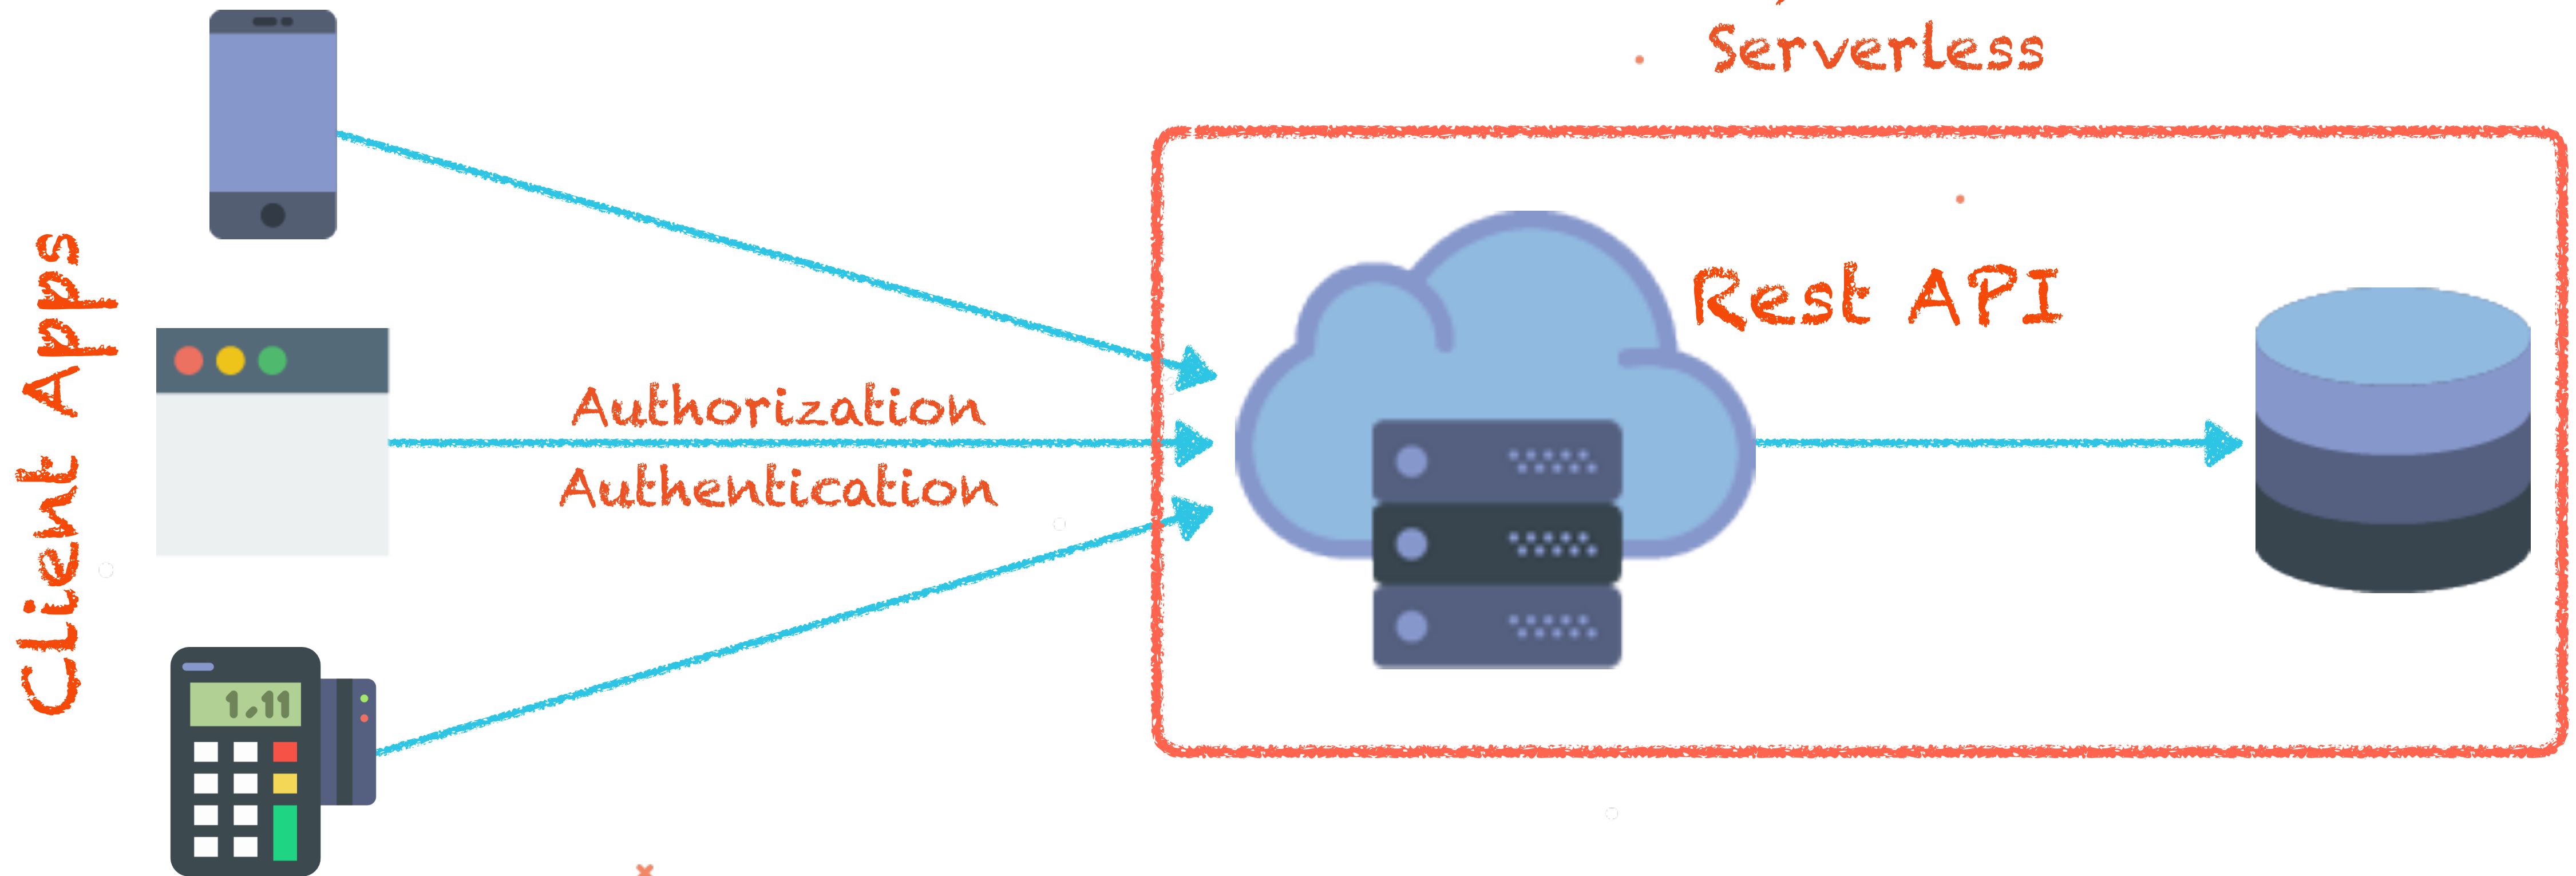 Serverless
Client Apps
Rest API
Authorization
Authentication
1.11